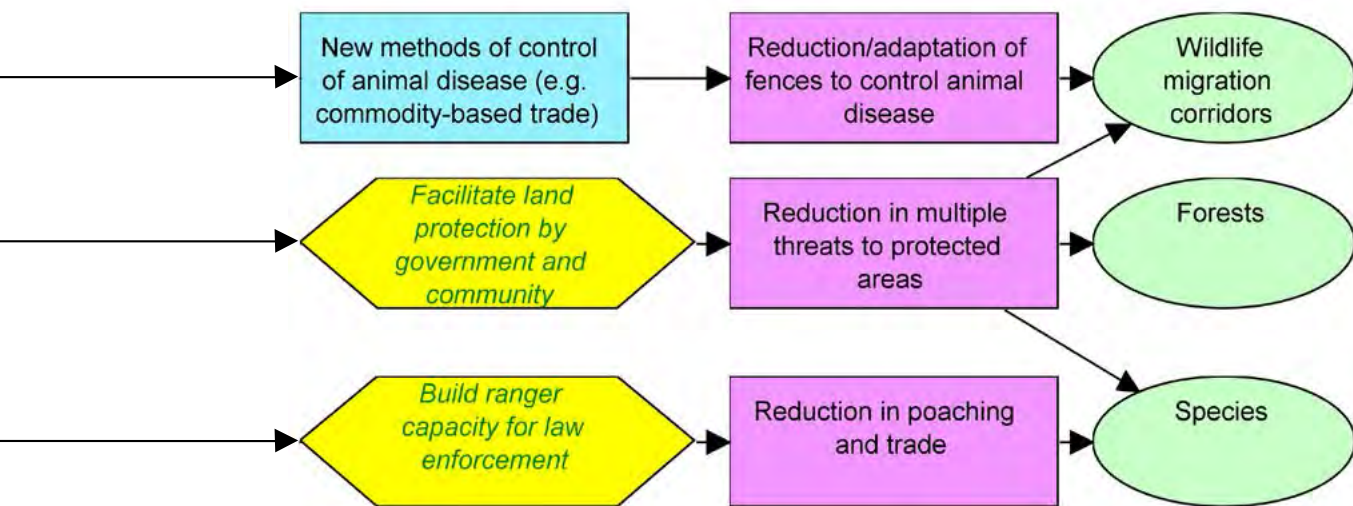 New methods of control
of animal disease (e.g.
commodity-based trade)
Reduction/adaptation of
fences to control animal
disease
Wildlife
migration
corridors
Facilitate land
protection by
government and
community
Reduction in multiple
threats to protected
areas
Forests
Build ranger
capacity for law
enforcement
Reduction in poaching
and trade
Species